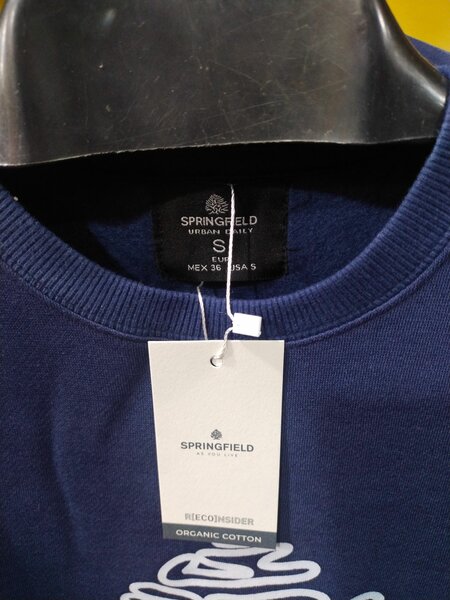 SPRINGFIELD
URBAN DAILY
S
EUR
MEX 36 USA S
SPRINGFIELD
AS YOU LIVE
R[ECO]NSIDER
ORGANIC COTTON